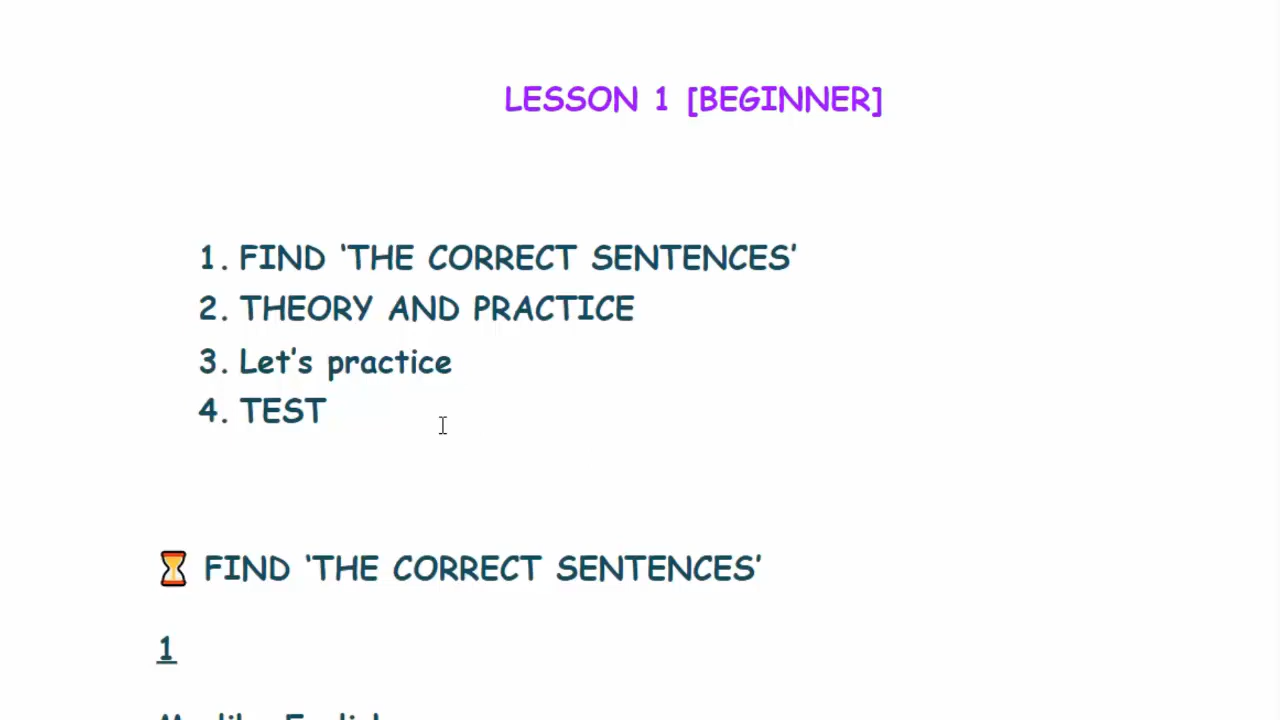 LESSON 1 [BEGINNER]
1. FIND ‘THE CORRECT SENTENCES’
2. THEORY AND PRACTICE
3. Let’s practice
4. TEST
FIND ‘THE CORRECT SENTENCES’
1